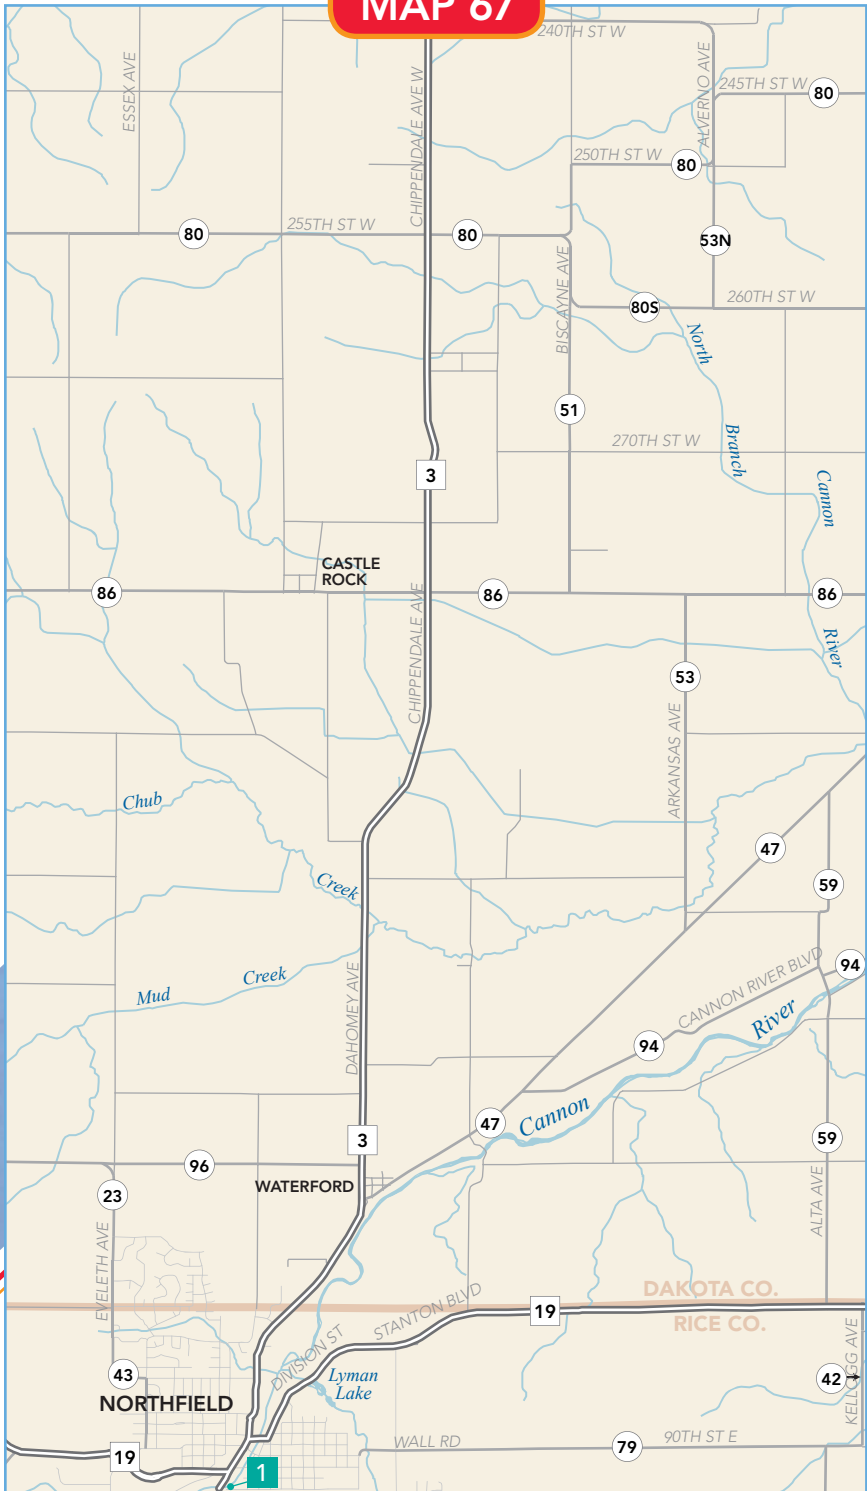 MAP 67
240TH ST W
ESSEX AVE
CHIPPENDALE AVE W
ALVERNO AVE
245TH ST W
80
250TH ST W
80
255TH ST W
80
80
53N
BISCAYNE AVE
80S
260TH ST W
North
Branch
Cannon
River
51
270TH ST W
3
CASTLE
ROCK
86
86
86
CHIPPENDALE AVE
53
ARKANSAS AVE
Chub
Creek
47
59
Mud
Creek
DAHOMEY AVE
CANNON RIVER BLVD
94
94
River
Cannon
47
3
59
96
WATERFORD
23
EVELETH AVE
ALTA AVE
DAKOTA CO.
RICE CO.
19
STANTON BLVD
DIVISION ST
Lyman
Lake
43
NORTHFIELD
42
KELLOGG AVE
19
WALL RD
79
90TH ST E
1